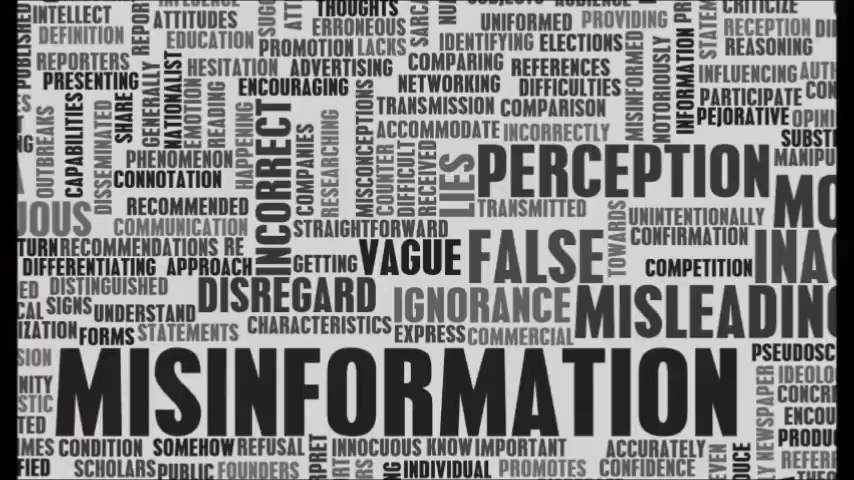 INTELLECT
DEFINITION
REPORTERS
PRESENTING
ATTITUDES
EDUCATION
HESITATION
THOUGHTS
ERRONEOUS
PROMOTION LACKS
ADVERTISING
ENCOURAGING
UNIFORMED PROVIDING
IDENTIFYING ELECTIONS
COMPARING REFERENCES
NETWORKING DIFFICULTIES
TRANSMISSION COMPARISON
ACCOMMODATE INCORRECTLY
CRITICIZE
RECEPTION
REASONING
INFLUENCING
PARTICIPATE
PEJORATIVE
MISINFORMED
NOTORIOUSLY
INFORMATION
PUBLISHED
OUTBREAKS
CAPABILITIES
DISSEMINATED
SHARE
GENERALLY
NATIONALIST
EMOTION
READING
HAPPENING
INCORRECT
COMPANIES
RESEARCHING
MISCONCEPTIONS
COUNTER
DIFFICULT
RECEIVED
LIES
PERCEPTION
TRANSMITTED
PHENOMENON
CONNOTATION
RECOMMENDED
COMMUNICATION
STRAIGHTFORWARD
TURN RECOMMENDATIONS RE
DIFFERENTIATING APPROACH
GETTING VAGUE FALSE
TOWARDS
UNINTENTIONALLY
CONFIRMATION
COMPETITION
DISTINGUISHED
SIGNS UNDERSTAND
DISREGARD IGNORANCE MISLEADING
FORMS STATEMENTS
CHARACTERISTICS EXPRESS COMMERCIAL
MISINFORMATION
NEWSPAPER
CONDITION SOMEHOW REFUSAL
INNOCUOUS KNOW IMPORTANT
ACCURATELY
SCHOLARS PUBLIC FOUNDERS
INDIVIDUAL PROMOTES CONFIDENCE